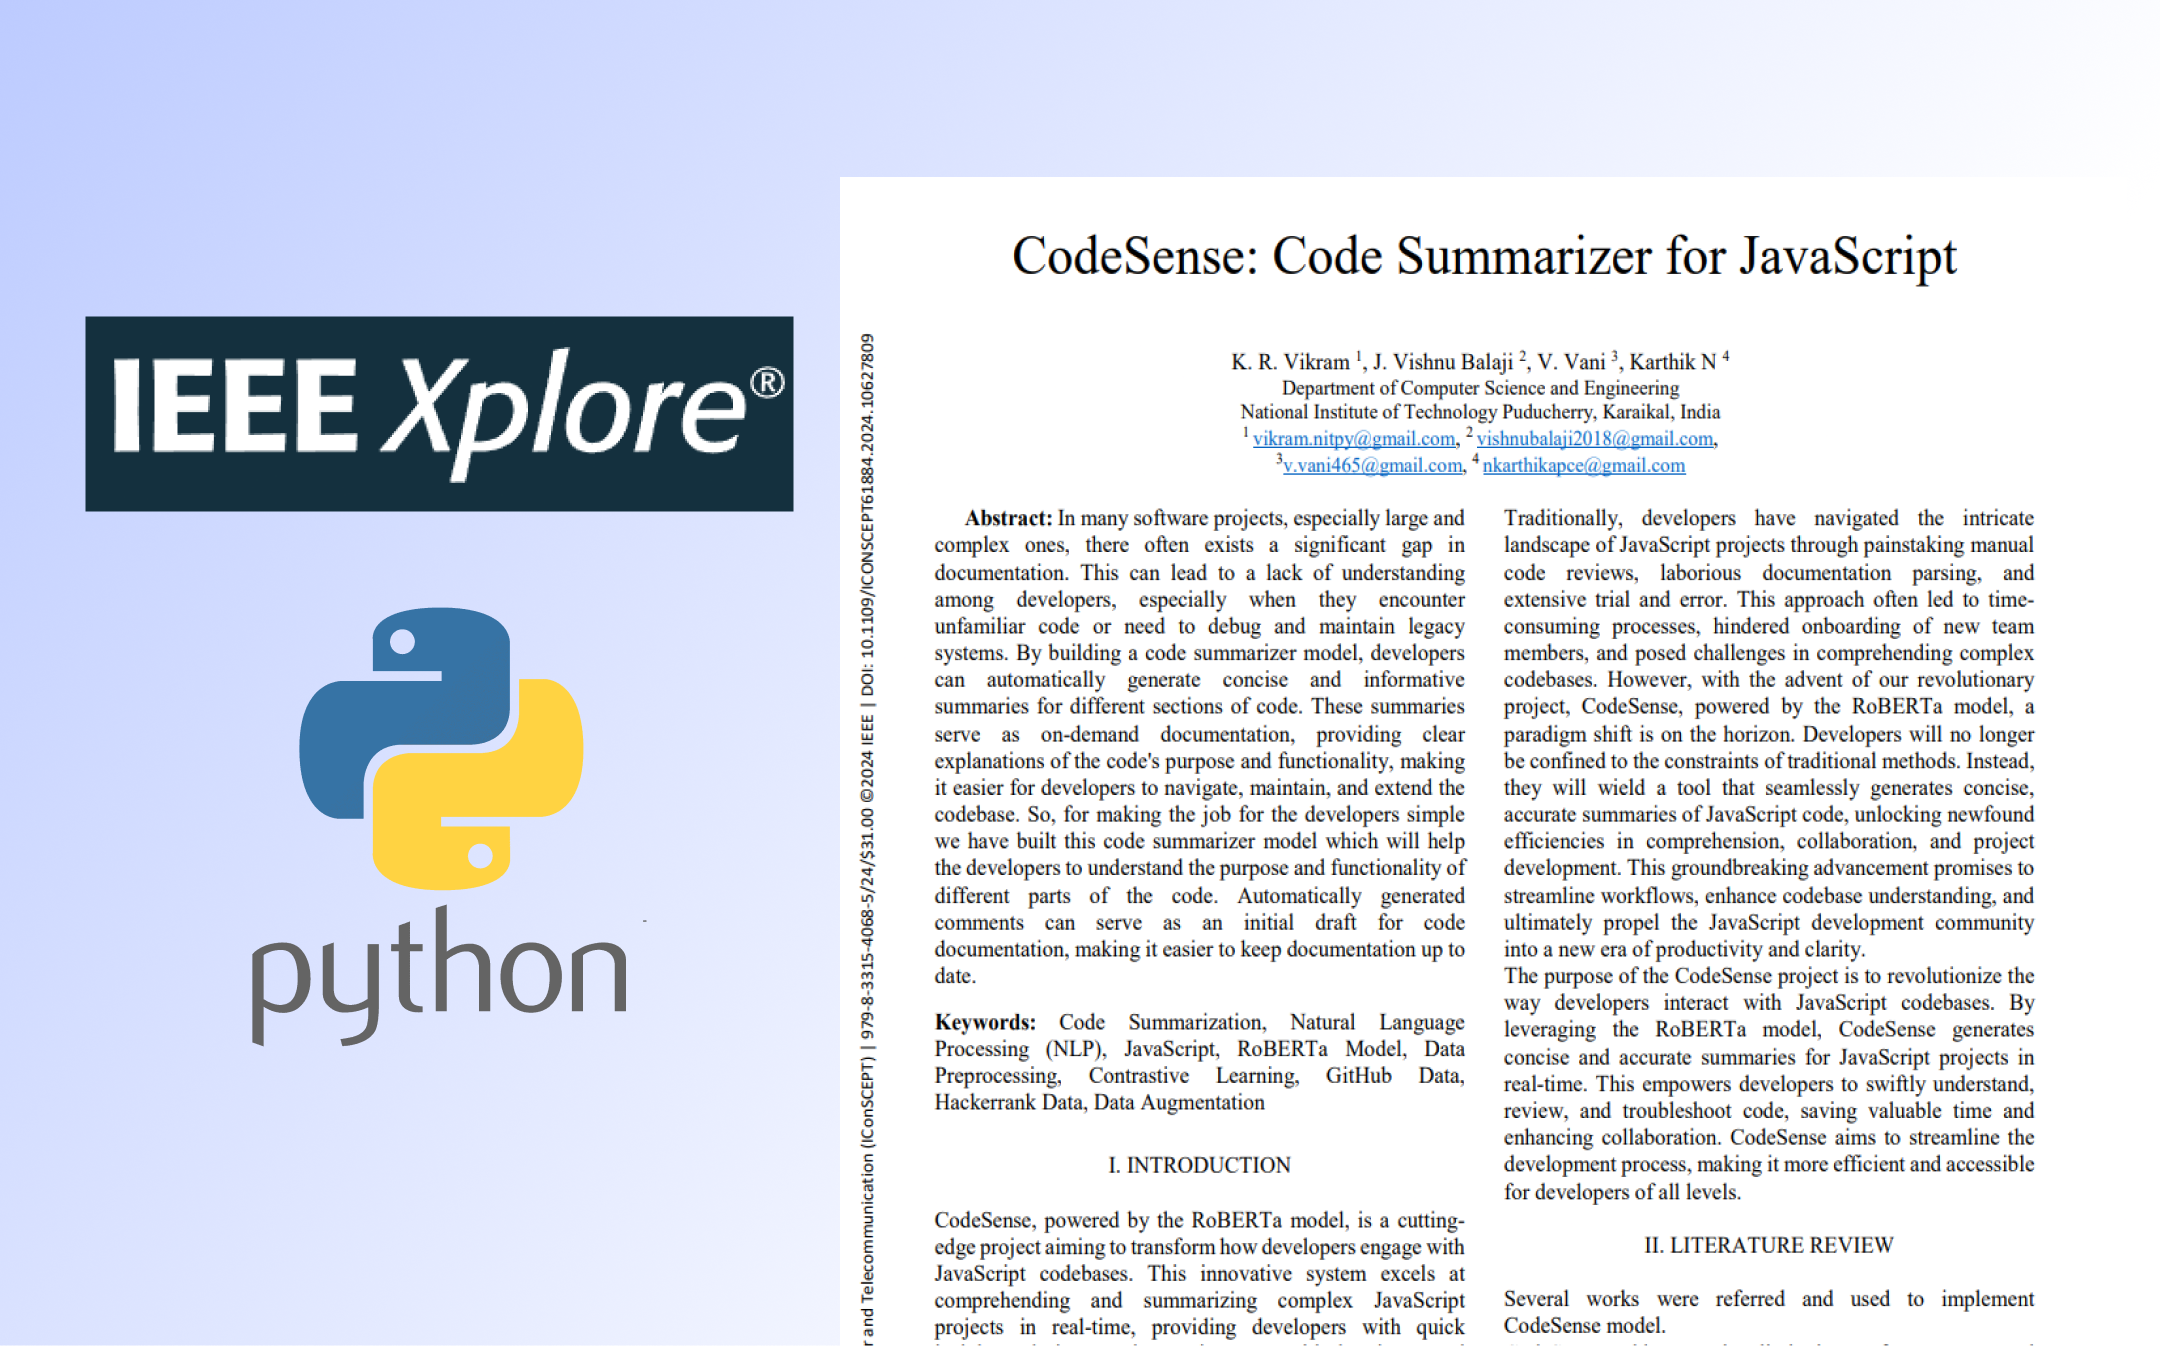 IEEE Xplore®
python
CodeSense: Code Summarizer for JavaScript
K. R. Vikram 1, J. Vishnu Balaji 2, V. Vani 3, Karthik N 4
Department of Computer Science and Engineering
National Institute of Technology Puducherry, Karaikal, India
1 vikram.nitpy@gmail.com, 2 vishnubalaji2018@gmail.com,
3v.vani465@gmail.com, 4 nkarthikapce@gmail.com
r and Telecommunication (IConSCEPT) | 979-8-3315-4068-5/24/$31.00 ©2024 IEEE | DOI: 10.1109/ICONSCEPT61884.2024.10627809
Abstract: In many software projects, especially large and
complex ones, there often exists a significant gap in
documentation. This can lead to a lack of understanding
among developers, especially when they encounter
unfamiliar code or need to debug and maintain legacy
systems. By building a code summarizer model, developers
can automatically generate concise and informative
summaries for different sections of code. These summaries
serve as on-demand documentation, providing clear
explanations of the code's purpose and functionality, making
it easier for developers to navigate, maintain, and extend the
codebase. So, for making the job for the developers simple
we have built this code summarizer model which will help
the developers to understand the purpose and functionality of
different parts of the code. Automatically generated
comments can serve as an initial draft for code
documentation, making it easier to keep documentation up to
date.
Keywords: Code Summarization, Natural Language
Processing (NLP), JavaScript, RoBERTa Model, Data
Preprocessing, Contrastive Learning, GitHub Data,
Hackerrank Data, Data Augmentation
I. INTRODUCTION
CodeSense, powered by the RoBERTa model, is a cutting-
edge project aiming to transform how developers engage with
JavaScript codebases. This innovative system excels at
comprehending and summarizing complex JavaScript
projects in real-time, providing developers with quick
Traditionally, developers have navigated the intricate
landscape of JavaScript projects through painstaking manual
code reviews, laborious documentation parsing, and
extensive trial and error. This approach often led to time-
consuming processes, hindered onboarding of new team
members, and posed challenges in comprehending complex
codebases. However, with the advent of our revolutionary
project, CodeSense, powered by the RoBERTa model, a
paradigm shift is on the horizon. Developers will no longer
be confined to the constraints of traditional methods. Instead,
they will wield a tool that seamlessly generates concise,
accurate summaries of JavaScript code, unlocking newfound
efficiencies in comprehension, collaboration, and project
development. This groundbreaking advancement promises to
streamline workflows, enhance codebase understanding, and
ultimately propel the JavaScript development community
into a new era of productivity and clarity.
The purpose of the CodeSense project is to revolutionize the
way developers interact with JavaScript codebases. By
leveraging the RoBERTa model, CodeSense generates
concise and accurate summaries for JavaScript projects in
real-time. This empowers developers to swiftly understand,
review, and troubleshoot code, saving valuable time and
enhancing collaboration. CodeSense aims to streamline the
development process, making it more efficient and accessible
for developers of all levels.
II. LITERATURE REVIEW
Several works were referred and used to implement
CodeSense model.